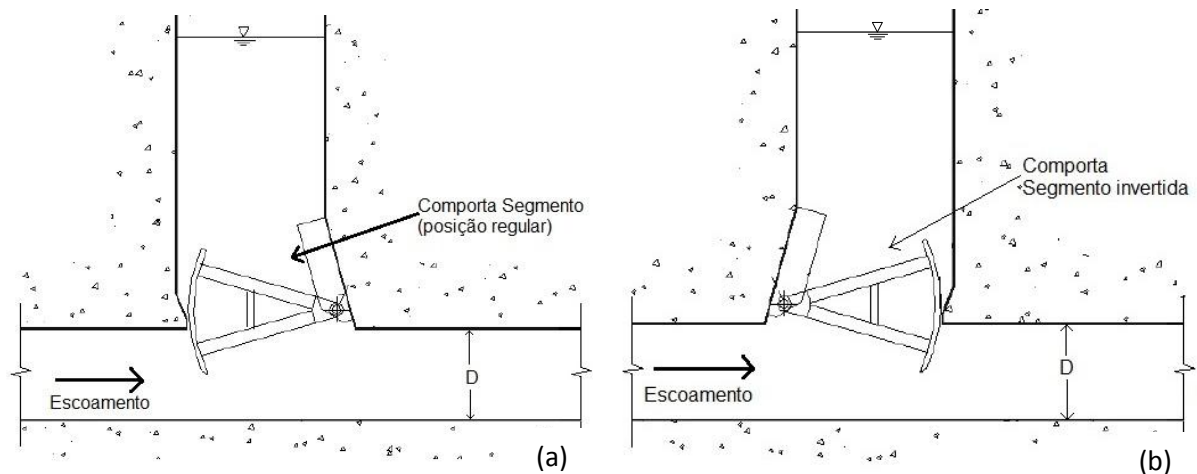 Comporta Segmento
(posição regular)
Escoamento
D
(a)
Comporta
Segmento invertida
Escoamento
D
(b)